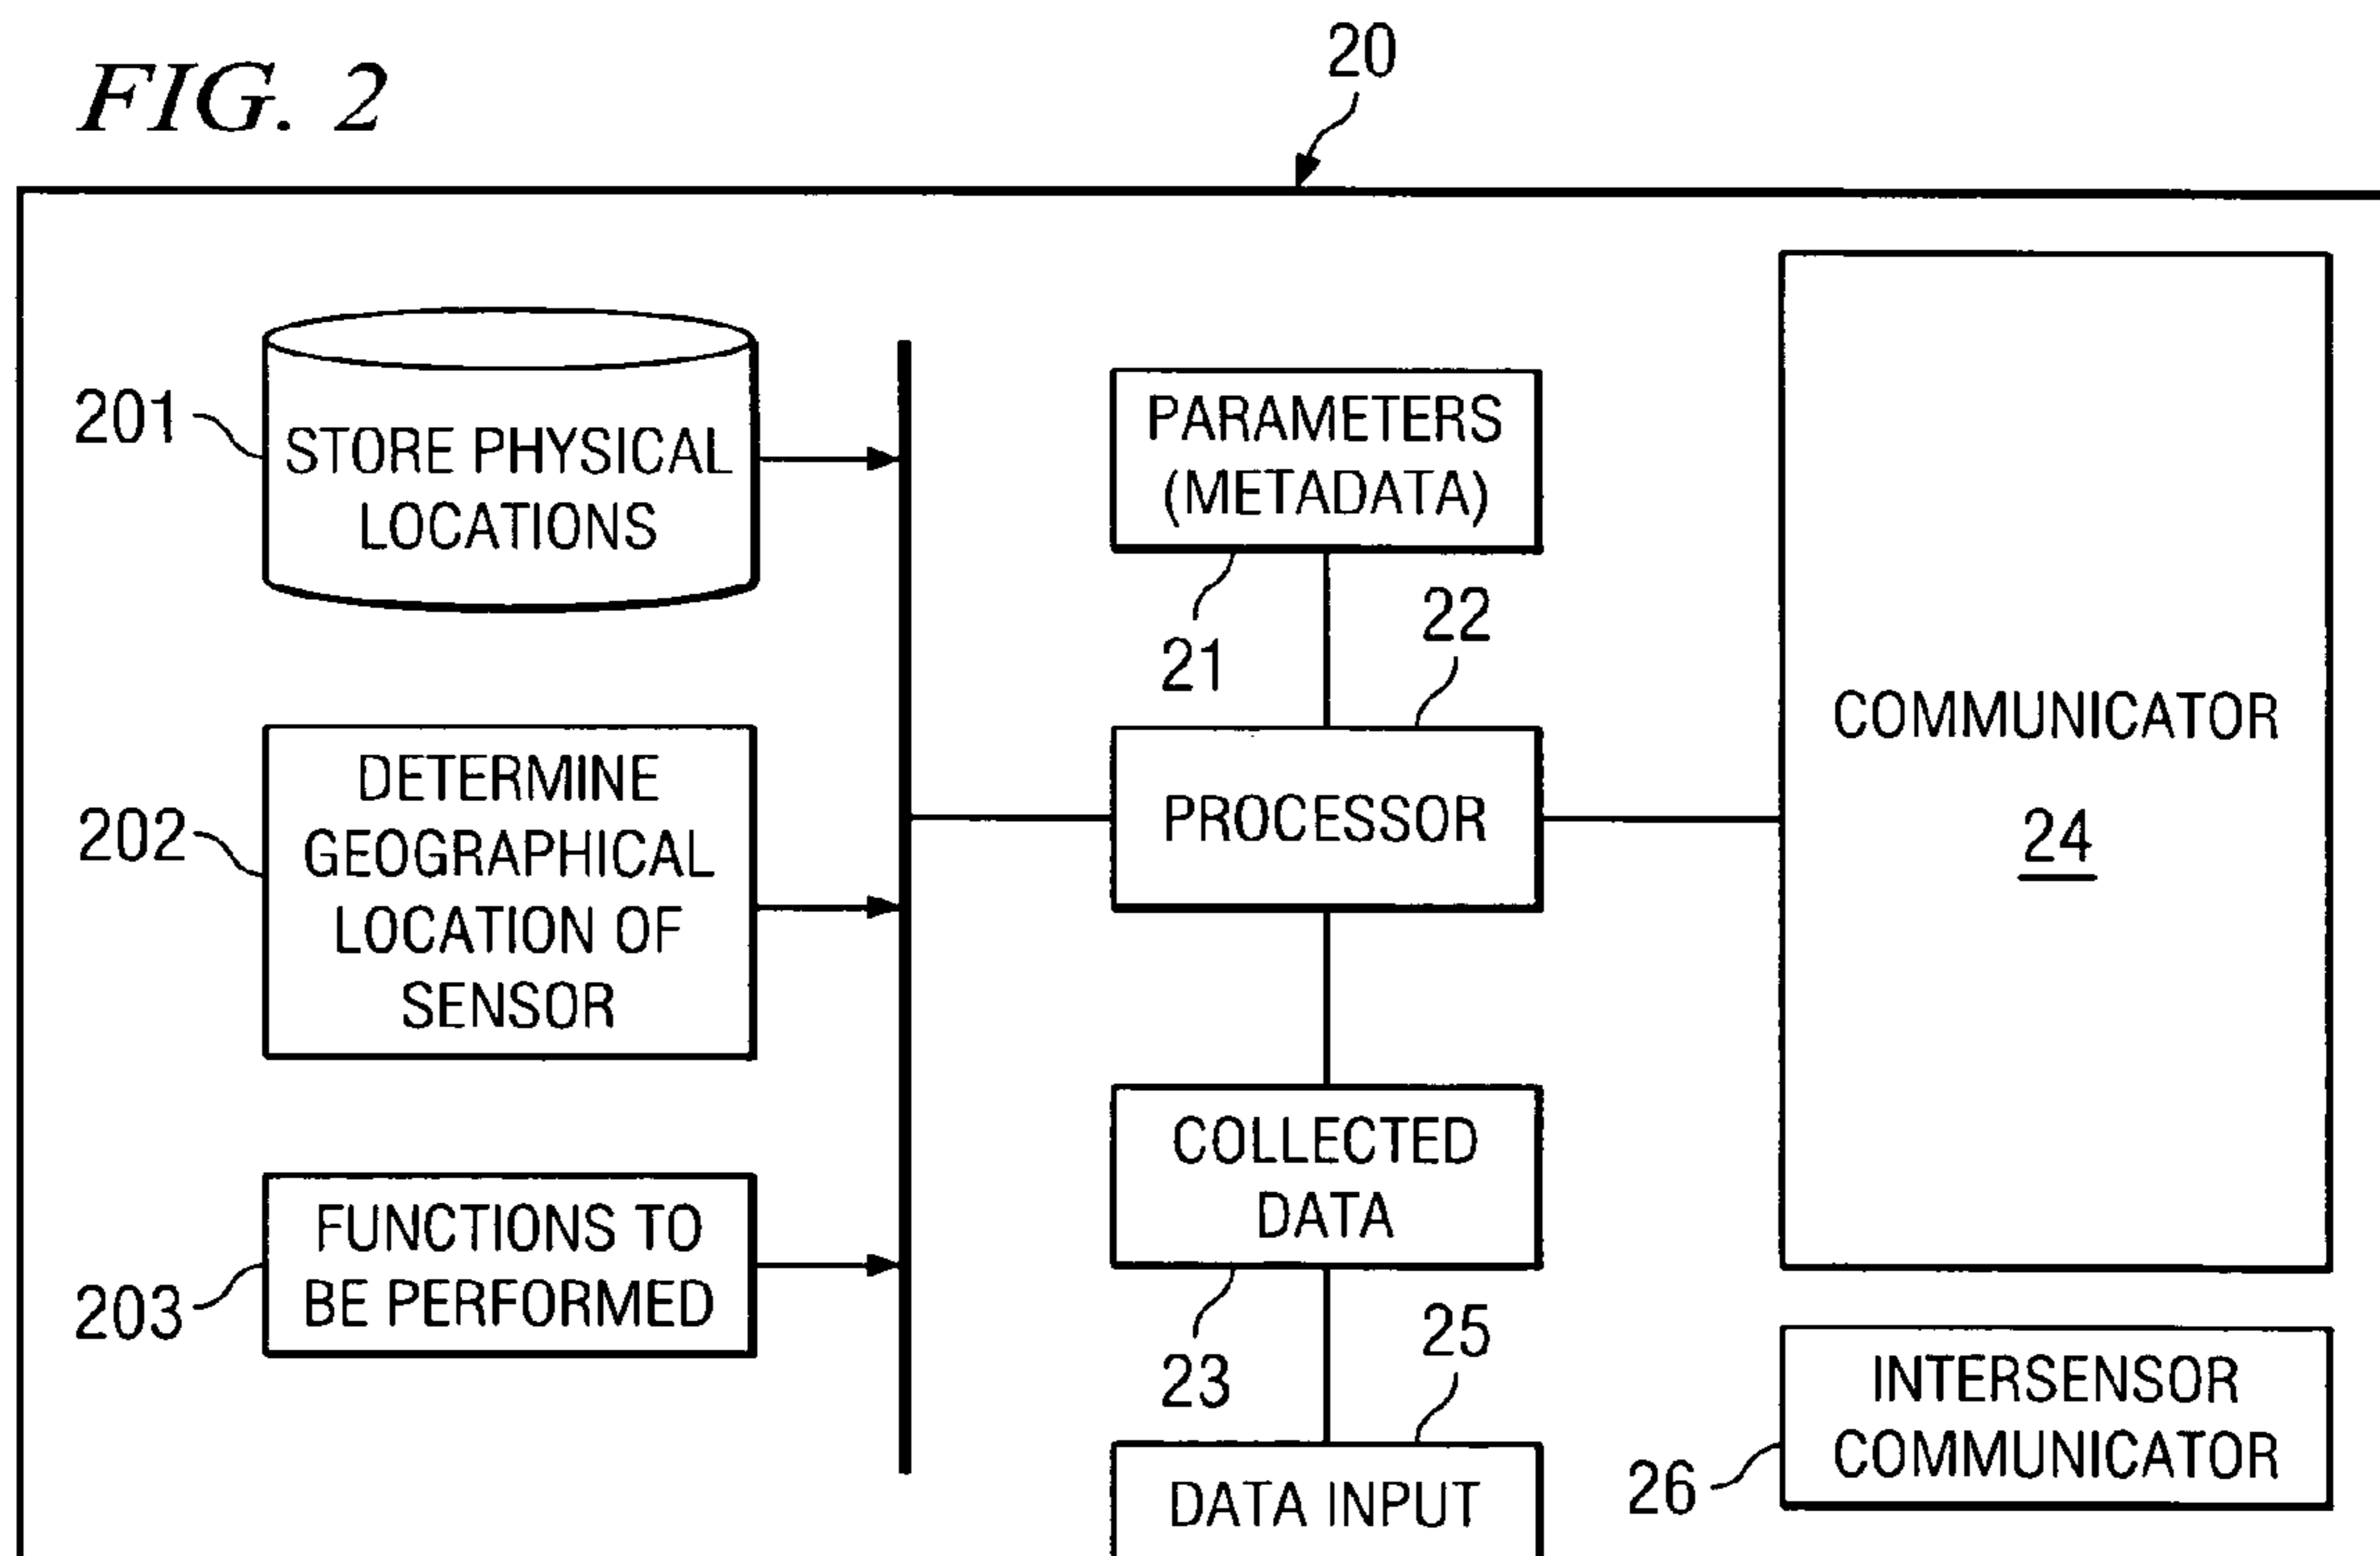 FIG. 2
20
201
STORE PHYSICAL
LOCATIONS
202
DETERMINE
GEOGRAPHICAL
LOCATION OF
SENSOR
203
FUNCTIONS TO
BE PERFORMED
PARAMETERS
(METADATA)
21
22
PROCESSOR
COLLECTED
DATA
23
25
DATA INPUT
COMMUNICATOR
24
INTERSENSOR
COMMUNICATOR
26